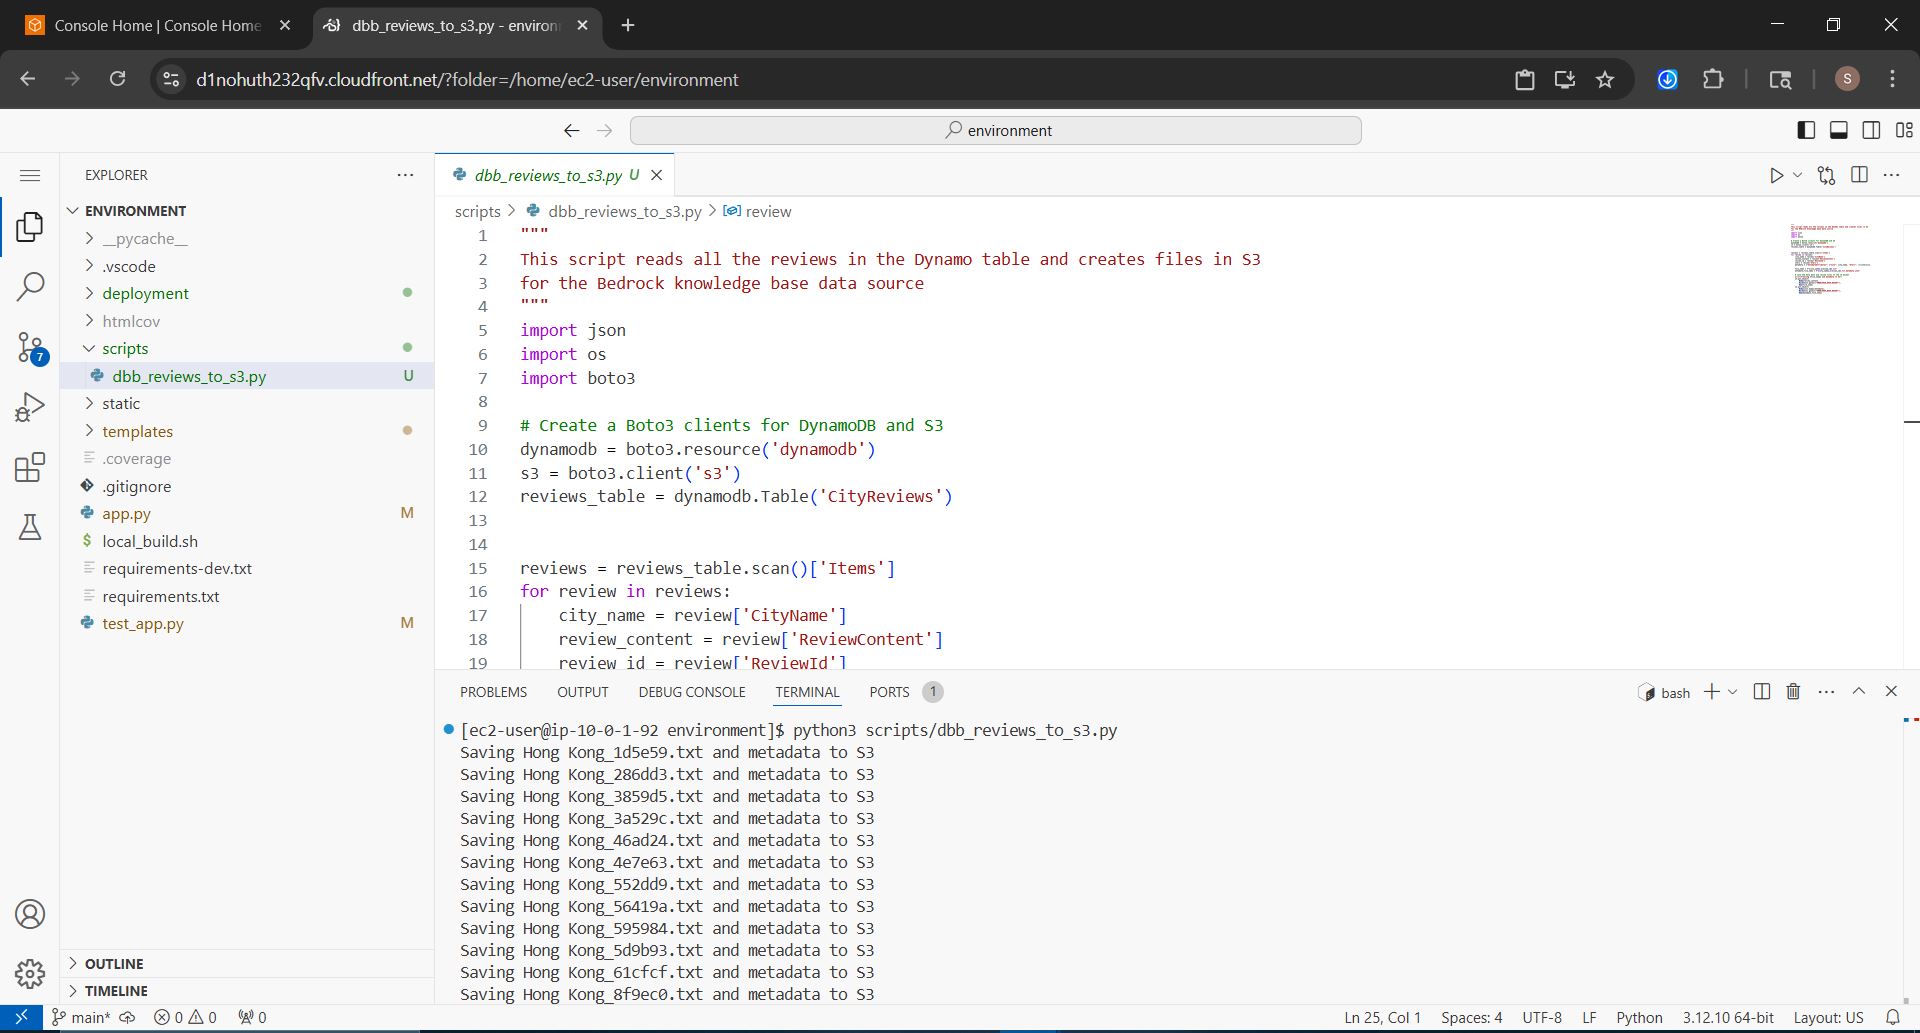 Console Home | Console Home
dbb_reviews_to_s3.py - environ
d1nohuth232qfv.cloudfront.net/?folder=/home/ec2-user/environment
S
environment
EXPLORER
ENVIRONMENT
__pycache__
.vscode
deployment
htmlcov
scripts
dbb_reviews_to_s3.py U
static
templates
.coverage
.gitignore
app.py M
local_build.sh
requirements-dev.txt
requirements.txt
test_app.py M
7
OUTLINE
TIMELINE
dbb_reviews_to_s3.py U
scripts > dbb_reviews_to_s3.py > review
1 """
2 This script reads all the reviews in the Dynamo table and creates files in S3
3 for the Bedrock knowledge base data source
4 """
5 import json
6 import os
7 import boto3
8
9 # Create a Boto3 clients for DynamoDB and S3
10 dynamodb = boto3.resource('dynamodb')
11 s3 = boto3.client('s3')
12 reviews_table = dynamodb.Table('CityReviews')
13
14
15 reviews = reviews_table.scan()['Items']
16 for review in reviews:
17 city_name = review['CityName']
18 review_content = review['ReviewContent']
19 review_id = review['ReviewId']
PROBLEMS OUTPUT DEBUG CONSOLE TERMINAL PORTS 1
bash
[ec2-user@ip-10-0-1-92 environment]$ python3 scripts/dbb_reviews_to_s3.py
Saving Hong Kong_1d5e59.txt and metadata to S3
Saving Hong Kong_286dd3.txt and metadata to S3
Saving Hong Kong_3859d5.txt and metadata to S3
Saving Hong Kong_3a529c.txt and metadata to S3
Saving Hong Kong_46ad24.txt and metadata to S3
Saving Hong Kong_4e7e63.txt and metadata to S3
Saving Hong Kong_552dd9.txt and metadata to S3
Saving Hong Kong_56419a.txt and metadata to S3
Saving Hong Kong_595984.txt and metadata to S3
Saving Hong Kong_5d9b93.txt and metadata to S3
Saving Hong Kong_61cfcf.txt and metadata to S3
Saving Hong Kong_8f9ec0.txt and metadata to S3
main* 0 0 0
Ln 25, Col 1 Spaces: 4 UTF-8 LF Python 3.12.10 64-bit Layout: US